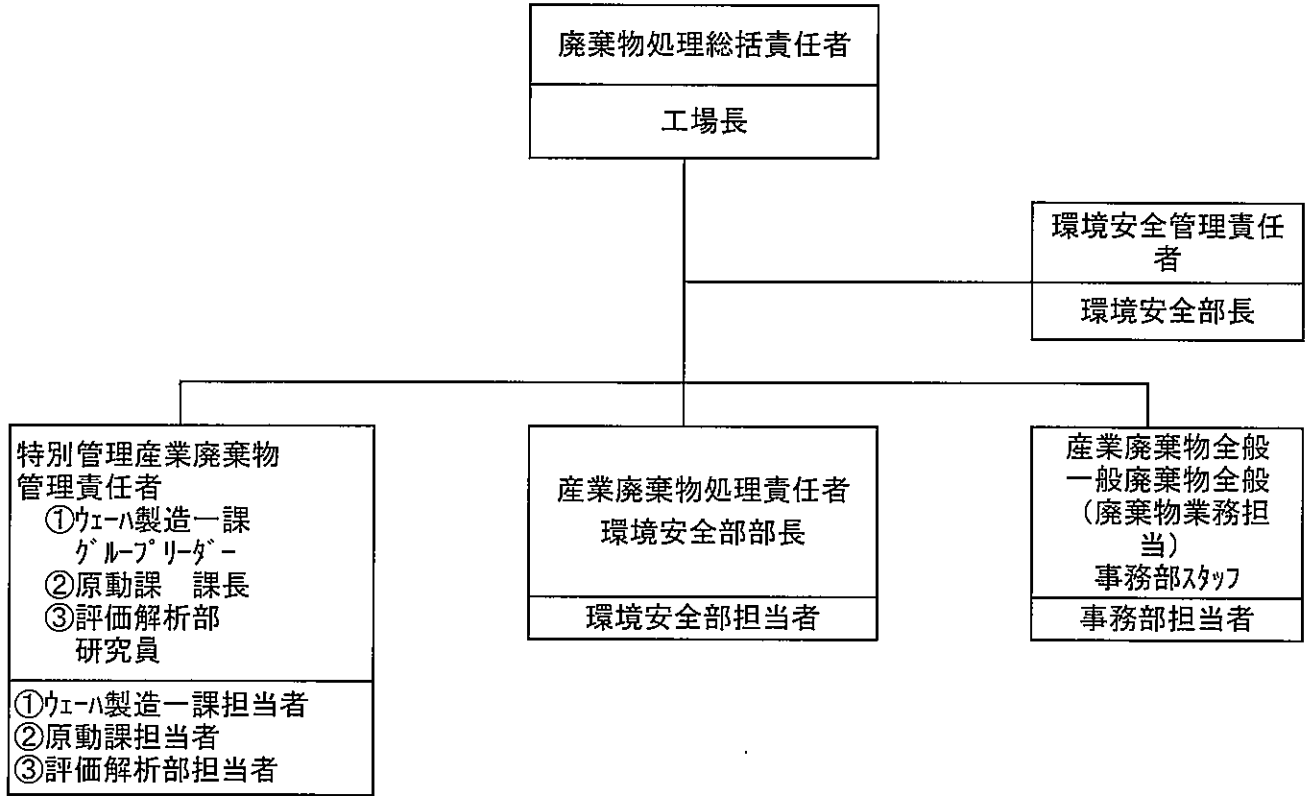 廃棄物処理総括責任者
工場長
環境安全管理責任
者
環境安全部長
特別管理産業廃棄物
管理責任者
①ｳｪｰﾊ製造一課
ｸﾞﾙｰﾌﾟﾘｰﾀﾞｰ
②原動課　課長
③評価解析部
研究員
①ｳｪｰﾊ製造一課担当者
②原動課担当者
③評価解析部担当者
産業廃棄物処理責任者
環境安全部部長
環境安全部担当者
産業廃棄物全般
一般廃棄物全般
（廃棄物業務担
当）
事務部ｽﾀｯﾌ
事務部担当者